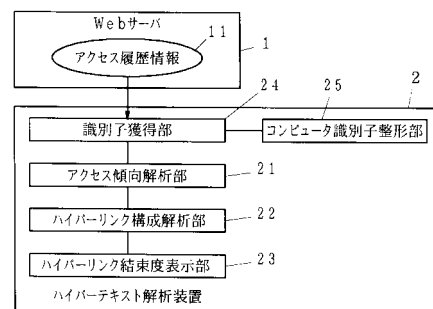 Webサーバ
アクセス履歴情報
11
1
2
24
25
識別子獲得部
コンピュータ識別子整形部
アクセス傾向解析部
21
ハイパーリンク構成解析部
22
ハイパーリンク結束度表示部
23
ハイパーテキスト解析装置